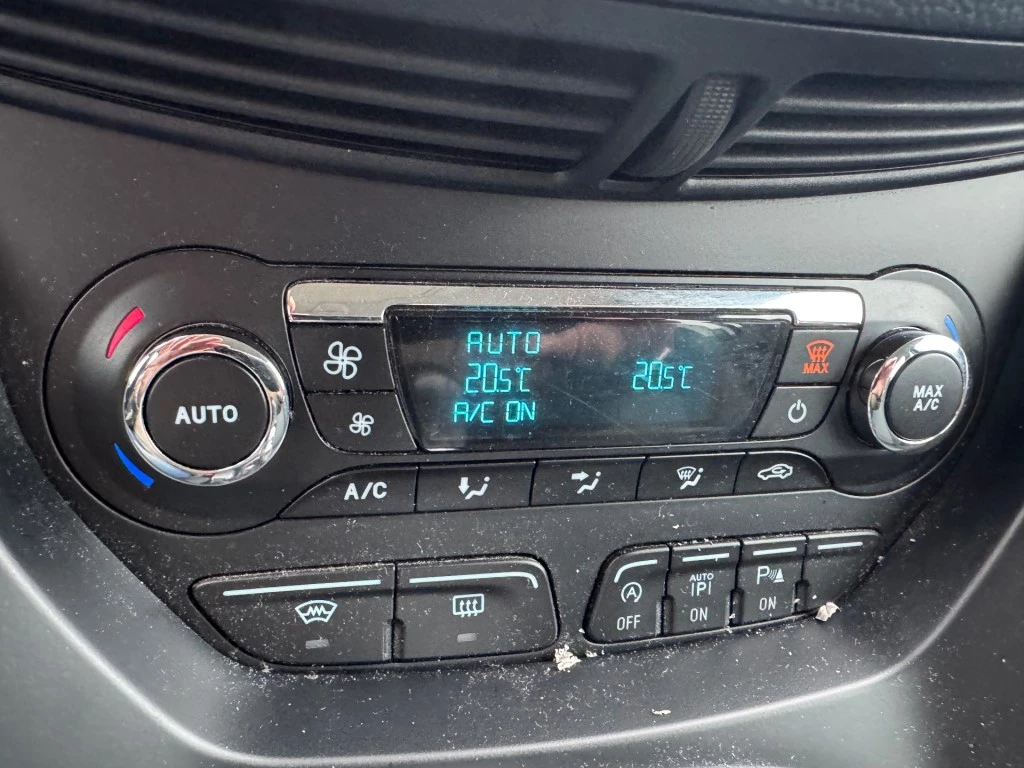 AUTO
AUTO
20.5°C 20.5°C
A/C ON
MAX
MAX
A/C
A/C
A
OFF
AUTO
P
ON
P
ON